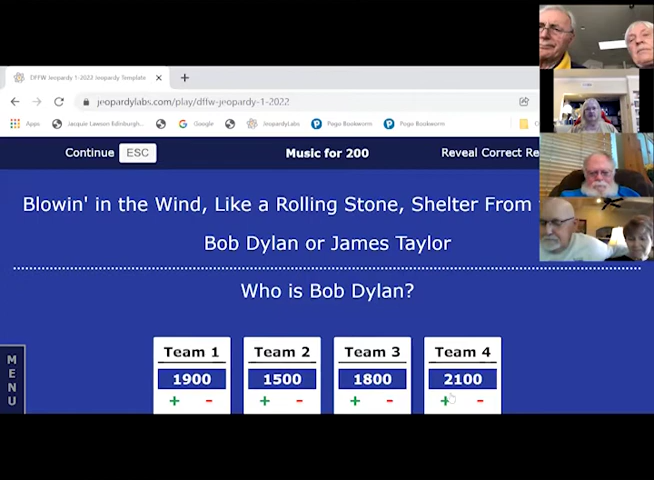 DFFW Jeopardy 1-2022 Jeopardy Template
jeopardylabs.com/play/dffw-jeopardy-1-2022
Apps Jacquie Lawson Edinburgh... Google JeopardyLabs Pogo Bookworm Pogo Bookworm
Continue ESC Music for 200 Reveal Correct Re
Blowin' in the Wind, Like a Rolling Stone, Shelter From
Bob Dylan or James Taylor
Who is Bob Dylan?
MENU
Team 1 Team 2 Team 3 Team 4
1900 1500 1800 2100
+ - + - + - + -